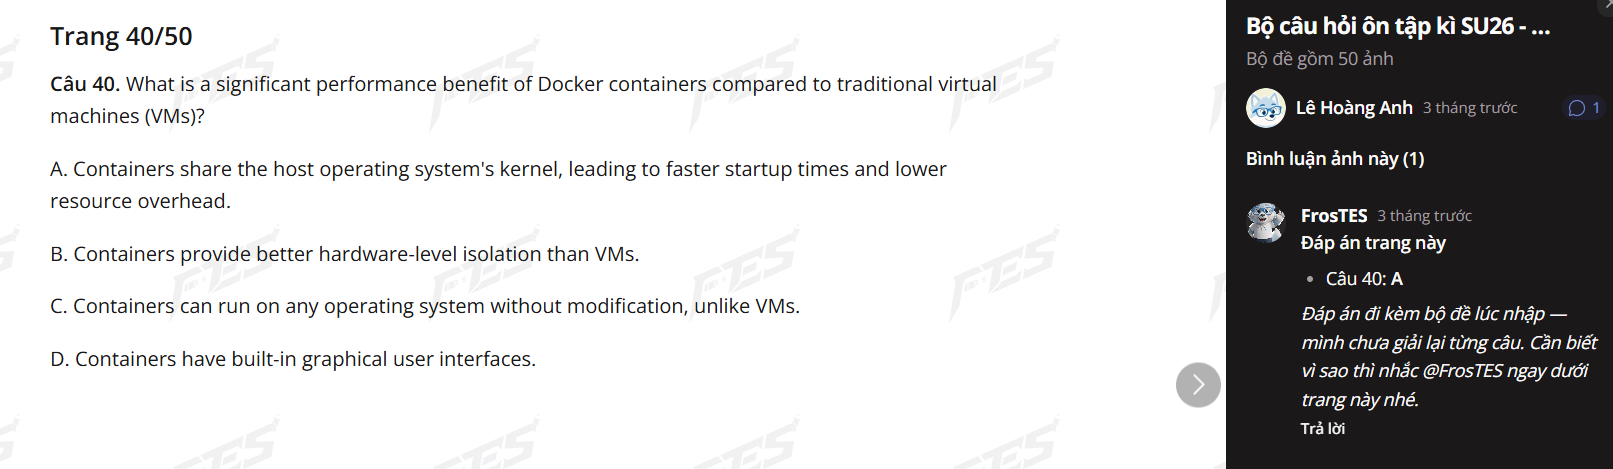 Trang 40/50
Câu 40. What is a significant performance benefit of Docker containers compared to traditional virtual
machines (VMs)?
A. Containers share the host operating system's kernel, leading to faster startup times and lower
resource overhead.
B. Containers provide better hardware-level isolation than VMs.
C. Containers can run on any operating system without modification, unlike VMs.
D. Containers have built-in graphical user interfaces.
Bộ câu hỏi ôn tập kì SU26 - ...
Bộ đề gồm 50 ảnh
Lê Hoàng Anh 3 tháng trước 1
Bình luận ảnh này (1)
FrosTES 3 tháng trước
Đáp án trang này
• Câu 40: A
Đáp án đi kèm bộ đề lúc nhập —
mình chưa giải lại từng câu. Cần biết
vì sao thì nhắc @FrosTES ngay dưới
trang này nhé.
Trả lời